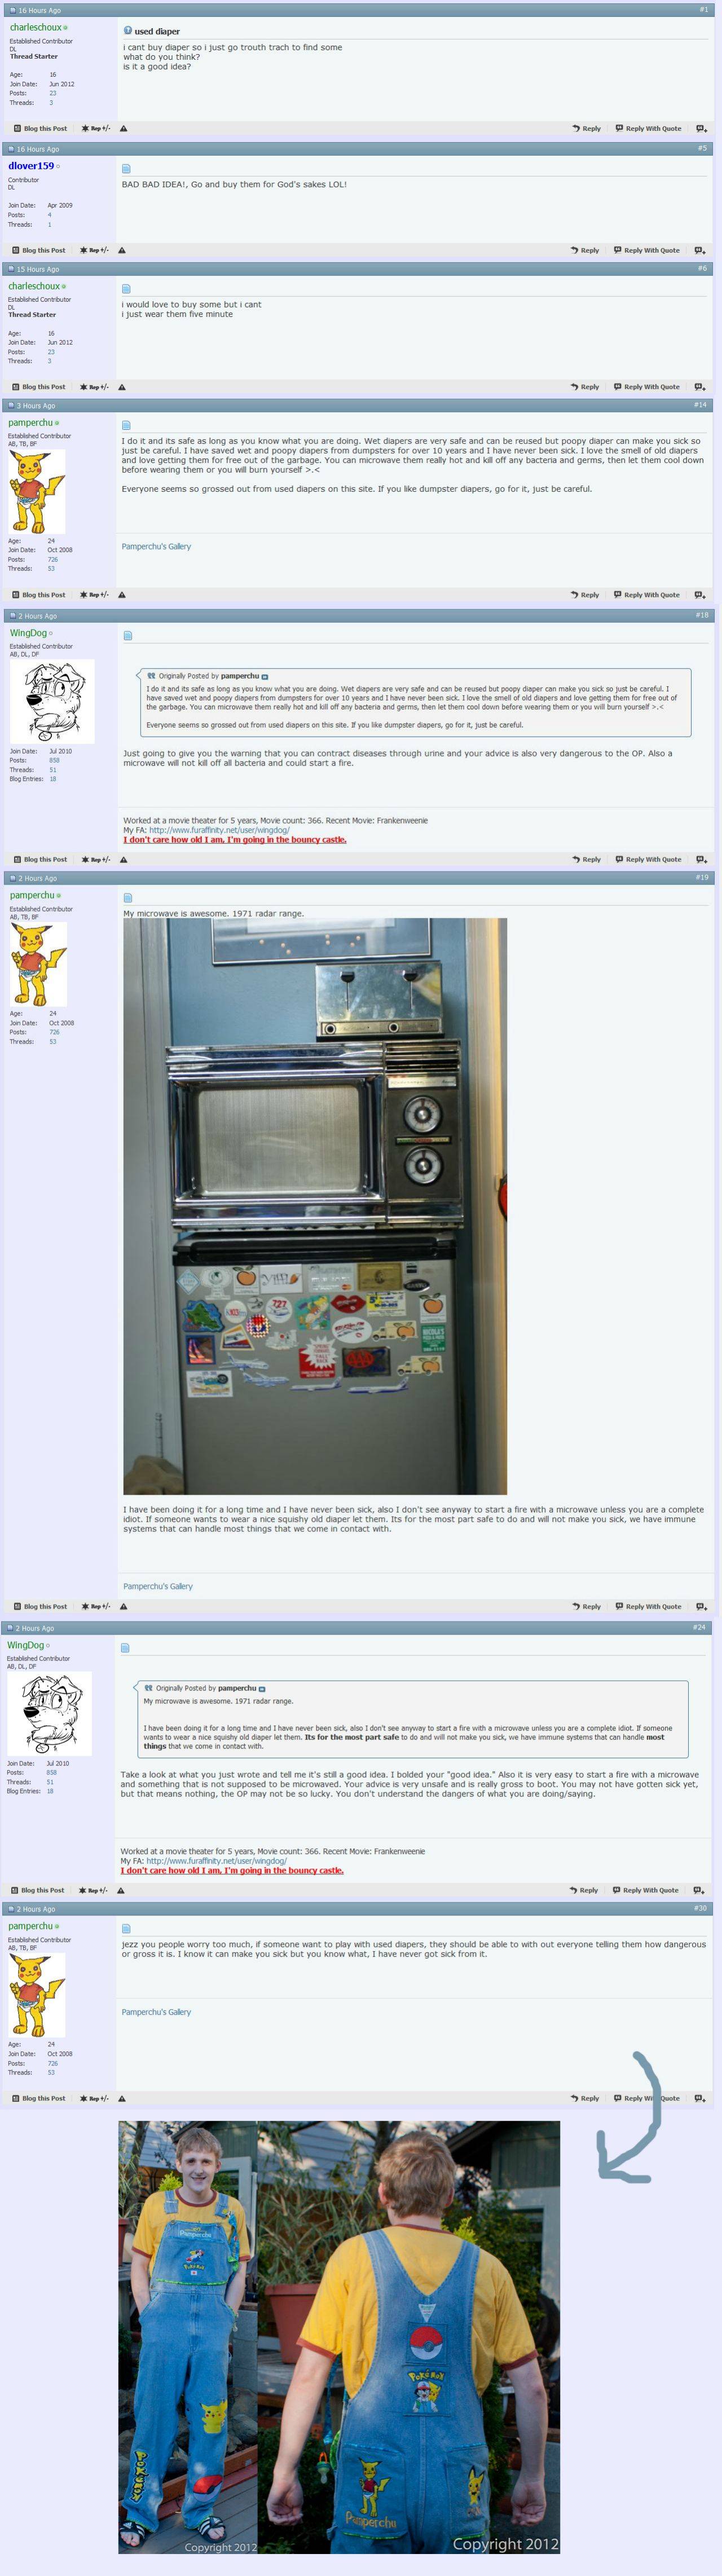 16 Hours Ago #1
charleschoux
Established Contributor
DL
Thread Starter
Age: 16
Join Date: Jun 2012
Posts: 23
Threads: 3
used diaper
i cant buy diaper so i just go trouth trach to find some
what do you think?
is it a good idea?
Blog this Post Rep +/- Reply Reply With Quote
16 Hours Ago #5
dlover159
Contributor
DL
Join Date: Apr 2009
Posts: 4
Threads: 1
BAD BAD IDEA!, Go and buy them for God's sakes LOL!
Blog this Post Rep +/- Reply Reply With Quote
15 Hours Ago #6
charleschoux
Established Contributor
DL
Thread Starter
Age: 16
Join Date: Jun 2012
Posts: 23
Threads: 3
i would love to buy some but i cant
i just wear them five minute
Blog this Post Rep +/- Reply Reply With Quote
3 Hours Ago #14
pamperchu
Established Contributor
AB, TB, BF
Age: 24
Join Date: Oct 2008
Posts: 726
Threads: 53
I do it and its safe as long as you know what you are doing. Wet diapers are very safe and can be reused but poopy diaper can make you sick so
just be careful. I have saved wet and poopy diapers from dumpsters for over 10 years and I have never been sick. I love the smell of old diapers
and love getting them for free out of the garbage. You can microwave them really hot and kill off any bacteria and germs, then let them cool down
before wearing them or you will burn yourself >.<
Everyone seems so grossed out from used diapers on this site. If you like dumpster diapers, go for it, just be careful.
Pamperchu's Gallery
Blog this Post Rep +/- Reply Reply With Quote
2 Hours Ago #18
WingDog
Established Contributor
AB, DL, DF
Join Date: Jul 2010
Posts: 858
Threads: 51
Blog Entries: 18
Originally Posted by pamperchu
I do it and its safe as long as you know what you are doing. Wet diapers are very safe and can be reused but poopy diaper can make you sick so just be careful. I
have saved wet and poopy diapers from dumpsters for over 10 years and I have never been sick. I love the smell of old diapers and love getting them for free out of
the garbage. You can microwave them really hot and kill off any bacteria and germs, then let them cool down before wearing them or you will burn yourself >.<
Everyone seems so grossed out from used diapers on this site. If you like dumpster diapers, go for it, just be careful.
Just going to give you the warning that you can contract diseases through urine and your advice is also very dangerous to the OP. Also a
microwave will not kill off all bacteria and could start a fire.
Worked at a movie theater for 5 years, Movie count: 366. Recent Movie: Frankenweenie
My FA: http://www.furaffinity.net/user/wingdog/
I don't care how old I am, I'm going in the bouncy castle.
Blog this Post Rep +/- Reply Reply With Quote
2 Hours Ago #19
pamperchu
Established Contributor
AB, TB, BF
Age: 24
Join Date: Oct 2008
Posts: 726
Threads: 53
My microwave is awesome. 1971 radar range.
727
AAA
I have been doing it for a long time and I have never been sick, also I don't see anyway to start a fire with a microwave unless you are a complete
idiot. If someone wants to wear a nice squishy old diaper let them. Its for the most part safe to do and will not make you sick, we have immune
systems that can handle most things that we come in contact with.
Pamperchu's Gallery
Blog this Post Rep +/- Reply Reply With Quote
2 Hours Ago #24
WingDog
Established Contributor
AB, DL, DF
Join Date: Jul 2010
Posts: 858
Threads: 51
Blog Entries: 18
Originally Posted by pamperchu
My microwave is awesome. 1971 radar range.
I have been doing it for a long time and I have never been sick, also I don't see anyway to start a fire with a microwave unless you are a complete idiot. If someone
wants to wear a nice squishy old diaper let them. Its for the most part safe to do and will not make you sick, we have immune systems that can handle most
things that we come in contact with.
Take a look at what you just wrote and tell me it's still a good idea. I bolded your "good idea." Also it is very easy to start a fire with a microwave
and something that is not supposed to be microwaved. Your advice is very unsafe and is really gross to boot. You may not have gotten sick yet,
but that means nothing, the OP may not be so lucky. You don't understand the dangers of what you are doing/saying.
Worked at a movie theater for 5 years, Movie count: 366. Recent Movie: Frankenweenie
My FA: http://www.furaffinity.net/user/wingdog/
I don't care how old I am, I'm going in the bouncy castle.
Blog this Post Rep +/- Reply Reply With Quote
2 Hours Ago #30
pamperchu
Established Contributor
AB, TB, BF
Age: 24
Join Date: Oct 2008
Posts: 726
Threads: 53
jezz you people worry too much, if someone want to play with used diapers, they should be able to with out everyone telling them how dangerous
or gross it is. I know it can make you sick but you know what, I have never got sick from it.
Pamperchu's Gallery
Blog this Post Rep +/- Reply Reply With Quote
Pamperchu
POKéMON
POKéMON
POKéMON
Pamperchu
Copyright 2012
Copyright 2012